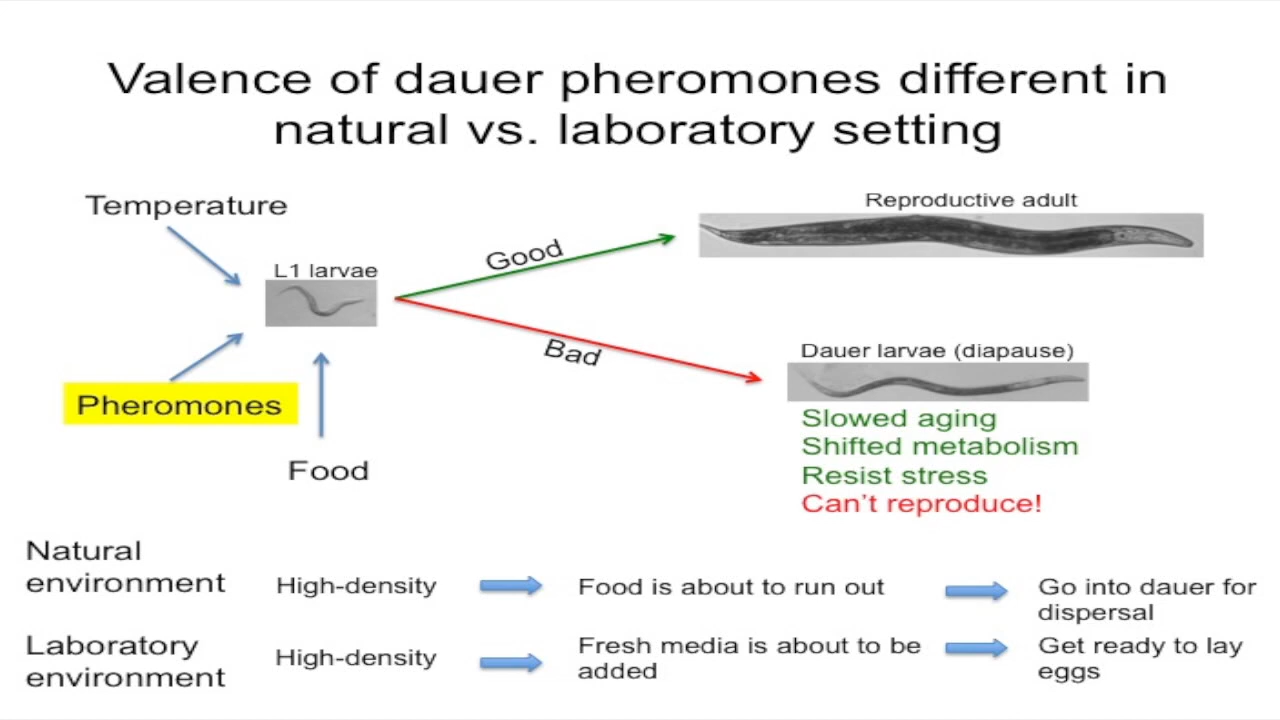 Valence of dauer pheromones different in
natural vs. laboratory setting
Temperature
L1 larvae
Pheromones
Food
Good
Bad
Reproductive adult
Dauer larvae (diapause)
Slowed aging
Shifted metabolism
Resist stress
Can't reproduce!
Natural
environment
High-density
Food is about to run out
Go into dauer for
dispersal
Laboratory
environment
High-density
Fresh media is about to be
added
Get ready to lay
eggs